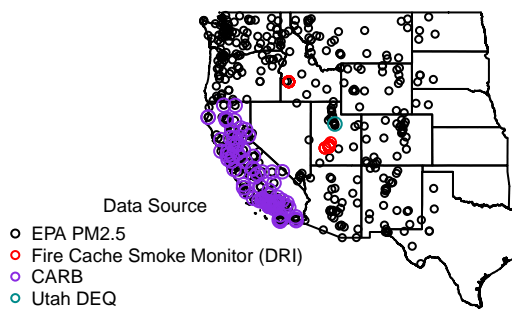 Data Source
EPA PM2.5
Fire Cache Smoke Monitor (DRI)
CARB
Utah DEQ